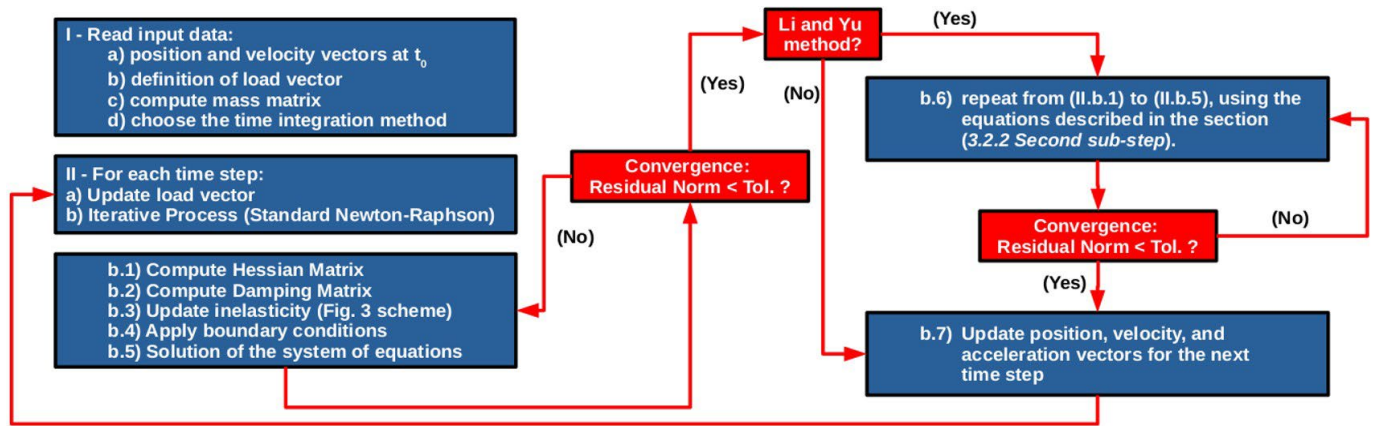 I - Read input data:
a) position and velocity vectors at t0
b) definition of load vector
c) compute mass matrix
d) choose the time integration method
II - For each time step:
a) Update load vector
b) Iterative Process (Standard Newton-Raphson)
b.1) Compute Hessian Matrix
b.2) Compute Damping Matrix
b.3) Update inelasticity (Fig. 3 scheme)
b.4) Apply boundary conditions
b.5) Solution of the system of equations
(No)
Convergence:
Residual Norm < Tol. ?
(Yes)
Li and Yu
method?
(Yes)
(No)
b.6) repeat from (II.b.1) to (II.b.5), using the
equations described in the section
(3.2.2 Second sub-step).
Convergence:
Residual Norm < Tol. ?
(No)
(Yes)
b.7) Update position, velocity, and
acceleration vectors for the next
time step